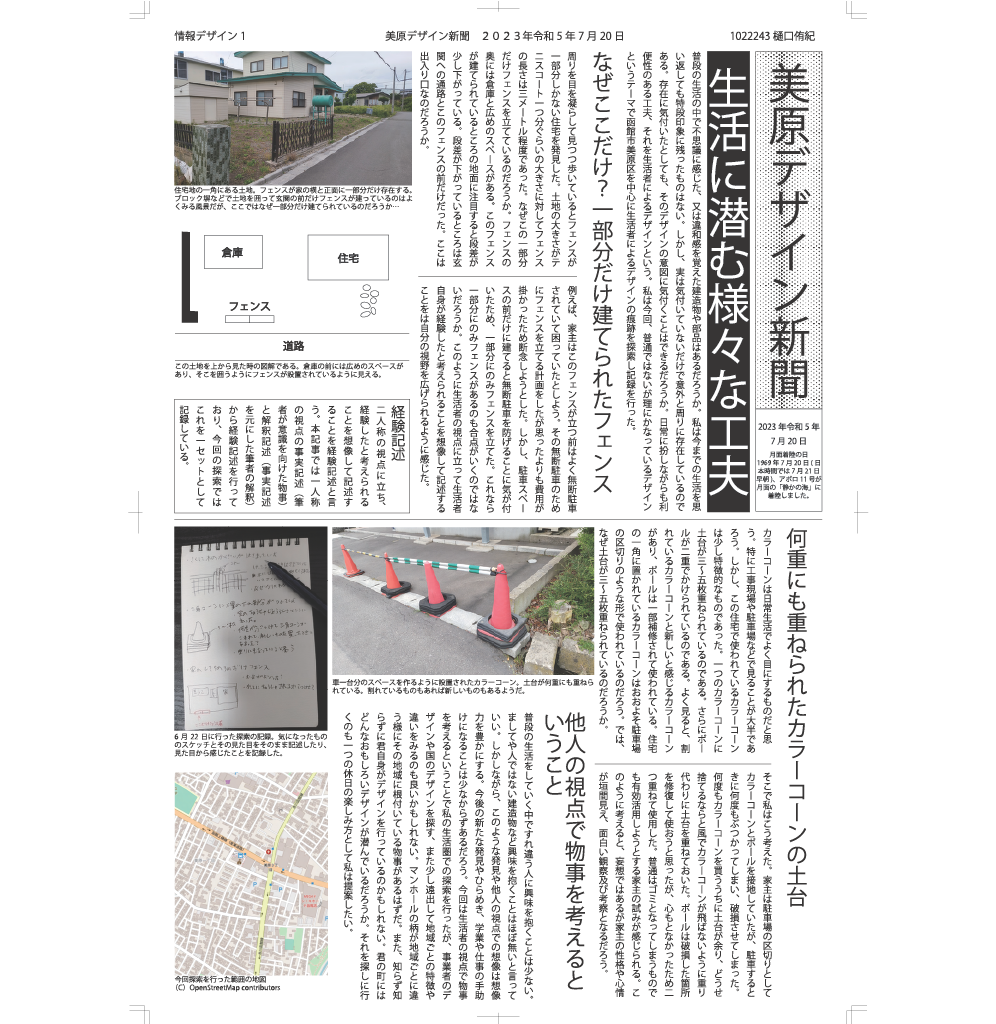 情報デザイン1
美原デザイン新聞 2023年令和5年7月20日
1022243 樋口侑紀
美原デザイン新聞
2023年令和5年
7月20日
月面着陸の日
1969年7月20日(日
本時間では7月21日
早朝)、アポロ11号が
月面の「静かの海」に
着陸しました。
生活に潜む様々な工夫
普段の生活の中で不思議に感じた、又は違和感を覚えた建造物や部品はあるだろうか。私は今までの生活を思
い返しても特段印象に残ったものはない。しかし、実は気付いていないだけで意外と周りに存在しているので
ある。存在に気付いたとしても、そのデザインの意図に気付くことはできるだろうか。日常に扮しながらも利
便性のある工夫、それを生活者によるデザインという。私は今回、普通ではないが理にかなっているデザイン
というテーマで函館市美原区を中心に生活者によるデザインの痕跡を探索し記録を行った。
なぜここだけ?一部分だけ建てられたフェンス
周りを目を凝らして見つつ歩いているとフェンスが
一部分しかない住宅を発見した。土地の大きさがテ
ニスコート一つ分ぐらいの大きさに対してフェンス
の長さは三メートル程度であった。なぜこの一部分
だけフェンスを立てているのだろうか。フェンスの
奥には倉庫と広めのスペースがある。このフェンス
が建てられているところの地面に注目すると段差が
少し下がっている。段差が下がっているところは玄
関への通路とこのフェンスの前だけだった。ここは
出入り口なのだろうか。
例えば、家主はこのフェンスが立つ前はよく無断駐車
されていて困っていたとしよう。その無断駐車のため
にフェンスを立てる計画をしたが思ったよりも費用が
掛かったため断念しようとした。しかし、駐車スペー
スの前だけに建てると無断駐車を防げることに気が付
いたため、一部分にのみフェンスを立てた。これなら
一部分にのみフェンスがあるのも合点がいくのではな
いだろうか。このように生活者の視点に立って生活者
自身が経験したと考えられることを想像して記述する
ことをは自分の視野を広げられるように感じた。
住宅地の一角にある土地。フェンスが家の横と正面に一部分だけ存在する。
ブロック塀などで土地を囲って玄関の前だけフェンスが建っているのはよ
くみる風景だが、ここではなぜ一部分だけ建てられているのだろうか…
倉庫
住宅
フェンス
道路
この土地を上から見た時の図解である。倉庫の前には広めのスペースが
あり、そこを囲うようにフェンスが設置されているように見える。
経験記述
二人称の視点に立ち、
経験したと考えられる
ことを想像して記述す
ることを経験記述と言
う。本記事では一人称
の視点の事実記述(筆
者が意識を向けた物事)
と解釈記述(事実記述
を元にした筆者の解釈)
から経験記述を行って
おり、今回の探索では
これを一セットとして
記録している。
何重にも重ねられたカラーコーンの土台
カラーコーンは日常生活でよく目にするものだと思
う。特に工事現場や駐車場などで見ることが大半であ
ろう。しかし、この住宅で使われているカラーコーン
は少し特徴的なものであった。一つのカラーコーンに
土台が三～五枚重ねられているのである。さらにポー
ルが二重でかけられているのである。よく見ると、割
れているカラーコーンと新しいと感じるカラーコーン
があり、ポールは一部補修されて使われている。住宅
の一角に置かれているカラーコーンはおおよそ駐車場
の区切りのような形で使われているのだろう。では、
なぜ土台が三～五枚重ねられているのだろうか。
そこで私はこう考えた。家主は駐車場の区切りとして
カラーコーンとポールを接地していたが、駐車すると
きに何度もぶつかってしまい、破損させてしまった。
何度もカラーコーンを買ううちに土台が余り、どうせ
捨てるならと風でカラーコーンが飛ばないように重り
代わりに土台を重ねておいた。ポールは破損した箇所
を修復して使おうと思ったが、心もとなかったため二
つ重ねて使用した。普通はゴミとなってしまうもので
も有効活用しようとする家主の試みが感じられる。こ
のように考えると、妄想ではあるが家主の性格や心情
が垣間見え、面白い観察及び考察となるだろう。
車一台分のスペースを作るように設置されたカラーコーン。土台が何重にも重ねら
れている。割れているものもあれば新しいものもあるようだ。
6月22日に行った探索の記録。気になったもの
のスケッチとその見た目をそのまま記述したり、
見た目から感じたことを記録した。
他人の視点で物事を考えると
いうこと
普段の生活をしていく中ですれ違う人に興味を抱くことは少ない。
ましてや人ではない建造物など興味を抱くことはほぼ無いと言って
いい。しかしながら、このような発見や他人の視点での想像は想像
力を豊かにする。今後の新たな発見やひらめき、学業や仕事の手助
けになることは少なからずあるだろう。今回は生活者の視点で物事
を考えるということで私の生活圏での探索を行ったが、事業者のデ
ザインや国のデザインを探す、また少し遠出して地域ごとの特徴や
違いをみるのも良いかもしれない。マンホールの柄が地域ごとに違
う様にその地域に根付いている物事があるはずだ。また、知らず知
らずに君自身がデザインを行っているのかもしれない。君の町には
どんなおもしろいデザインが潜んでいるだろうか。それを探しに行
くのも一つの休日の楽しみ方として私は提案したい。
今回探索を行った範囲の地図
(C) OpenStreetMap contributors